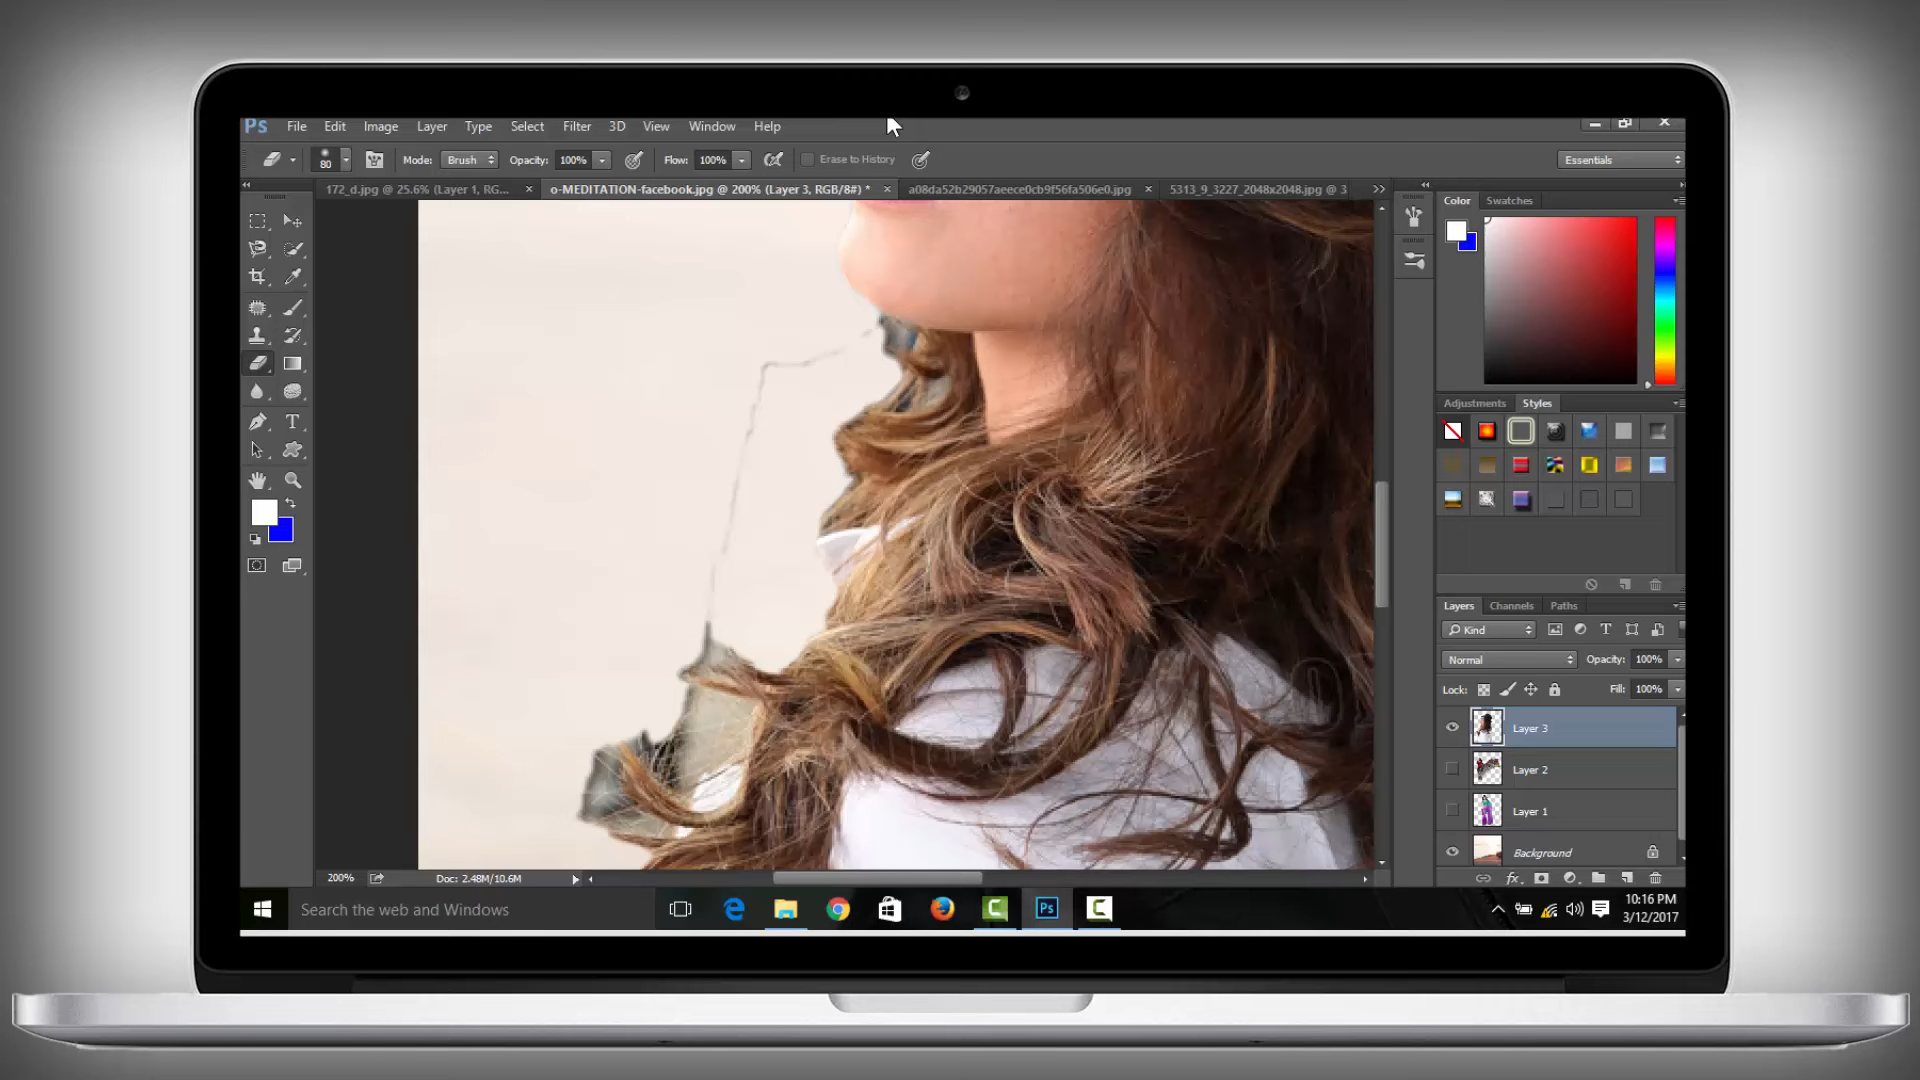 Ps File Edit Image Layer Type Select Filter 3D View Window Help
80 Mode: Brush Opacity: 100% Flow: 100% Erase to History Essentials
172_d.jpg @ 25.6% (Layer 1, RG... × o-MEDITATION-facebook.jpg @ 200% (Layer 3, RGB/8#) * × a08da52b29057aeece0cb9f56fa506e0.jpg × 5313_9_3227_2048x2048.jpg @ 3
Color Swatches
Adjustments Styles
Layers Channels Paths
Kind
Normal Opacity: 100%
Lock: Fill: 100%
Layer 3
Layer 2
Layer 1
Background
200% Doc: 2.48M/10.6M
Search the web and Windows
10:16 PM
3/12/2017